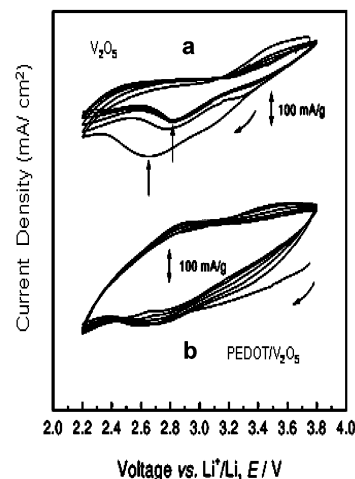 V₂O₅
a
100 mA/g
Current Density (mA/ cm²)
100 mA/g
b
PEDOT/V₂O₅
2.0 2.2 2.4 2.6 2.8 3.0 3.2 3.4 3.6 3.8 4.0
Voltage vs. Li⁺/Li, E / V